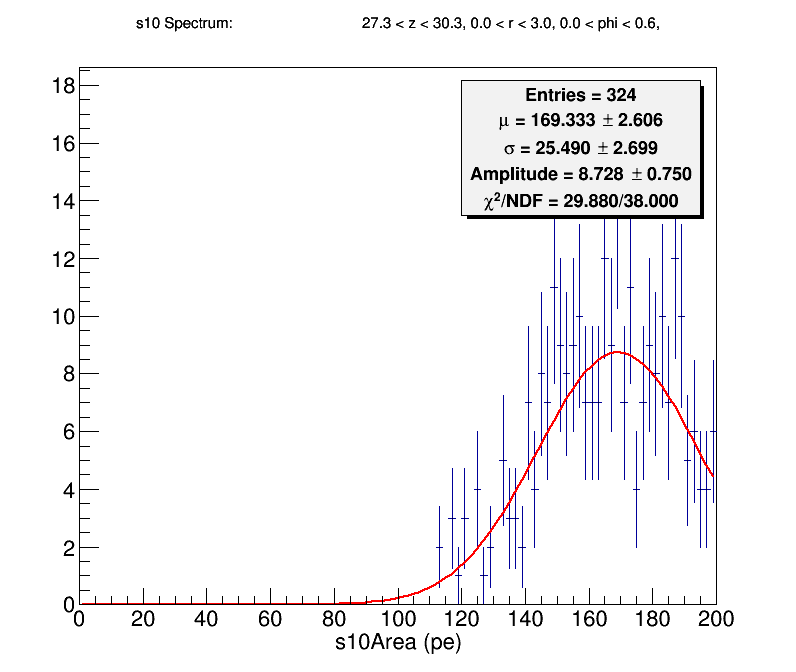 s10 Spectrum: 27.3 < z < 30.3, 0.0 < r < 3.0, 0.0 < phi < 0.6,
Entries = 324
μ = 169.333 ± 2.606
σ = 25.490 ± 2.699
Amplitude = 8.728 ± 0.750
χ²/NDF = 29.880/38.000
18
16
14
12
10
8
6
4
2
0
0 20 40 60 80 100 120 140 160 180 200
s10Area (pe)